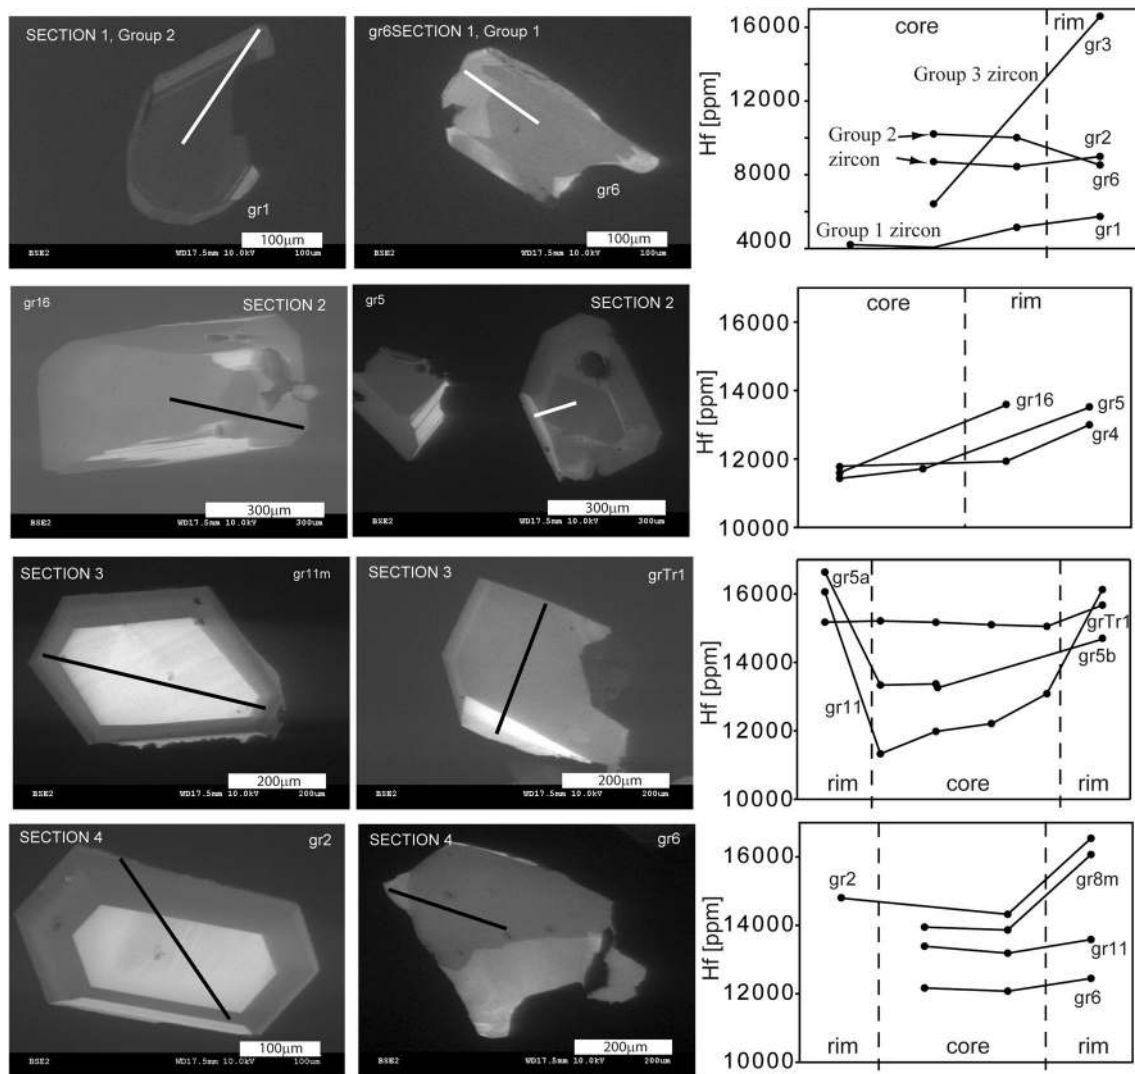 SECTION 1, Group 2
gr1
100µm
BSE2 WD17.5mm 10.0kV 100um
gr6SECTION 1, Group 1
gr6
100µm
BSE2 WD17.5mm 10.0kV 100um
core rim
16000
gr3
Group 3 zircon
12000
Hf [ppm]
Group 2
zircon
gr2
8000
gr6
Group 1 zircon
gr1
4000
gr16 SECTION 2
300µm
BSE2 WD17.5mm 10.0kV 300um
gr5 SECTION 2
300µm
BSE2 WD17.5mm 10.0kV 300um
core rim
16000
14000
Hf [ppm]
gr16
gr5
gr4
12000
10000
SECTION 3 gr11m
200µm
BSE2 WD17.5mm 10.0kV 200um
SECTION 3 grTr1
200µm
BSE2 WD17.5mm 10.0kV 200um
gr5a
16000
grTr1
gr5b
14000
Hf [ppm]
gr11
12000
rim core rim
10000
SECTION 4 gr2
100µm
BSE2 WD17.5mm 10.0kV 100um
SECTION 4 gr6
200µm
BSE2 WD17.5mm 10.0kV 200um
16000
gr2
gr8m
14000
Hf [ppm]
gr11
12000
gr6
rim core rim
10000